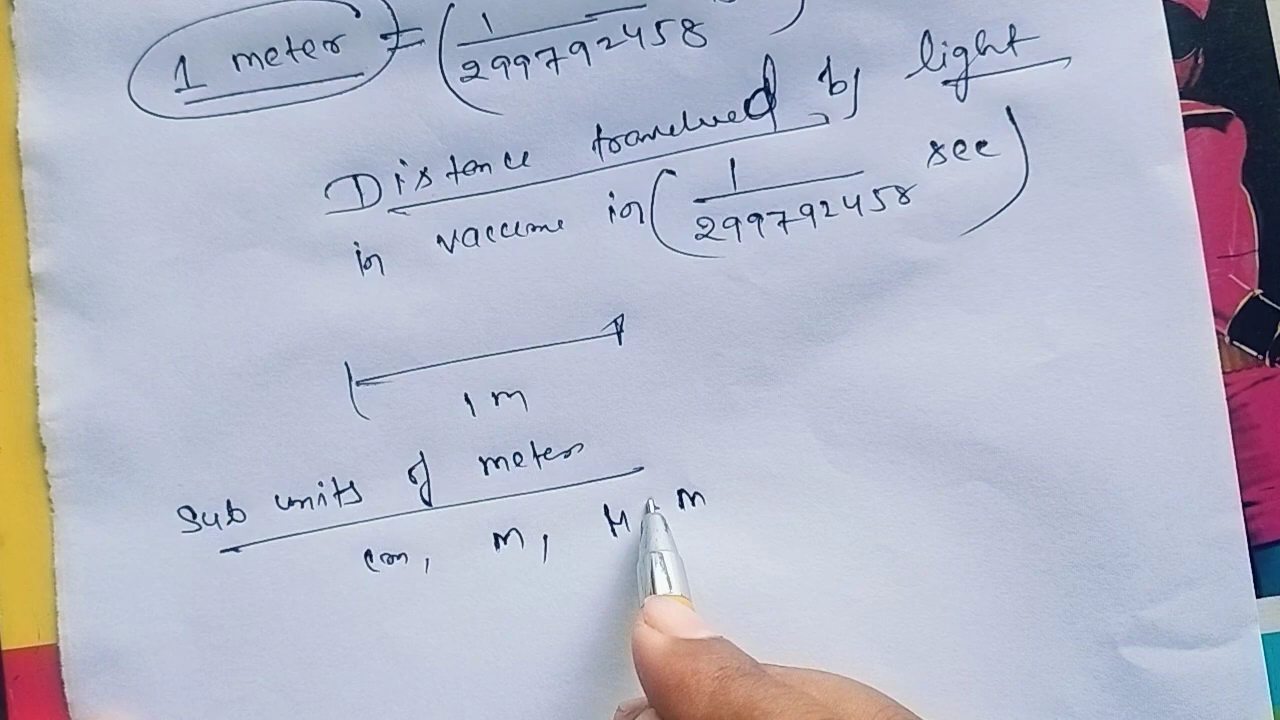 1 meter = ( 1 / 299792458
Distance travelled by light
in vaccume in ( 1 / 299792458 sec )
1 m
Sub units of meter
cm, m, μ m